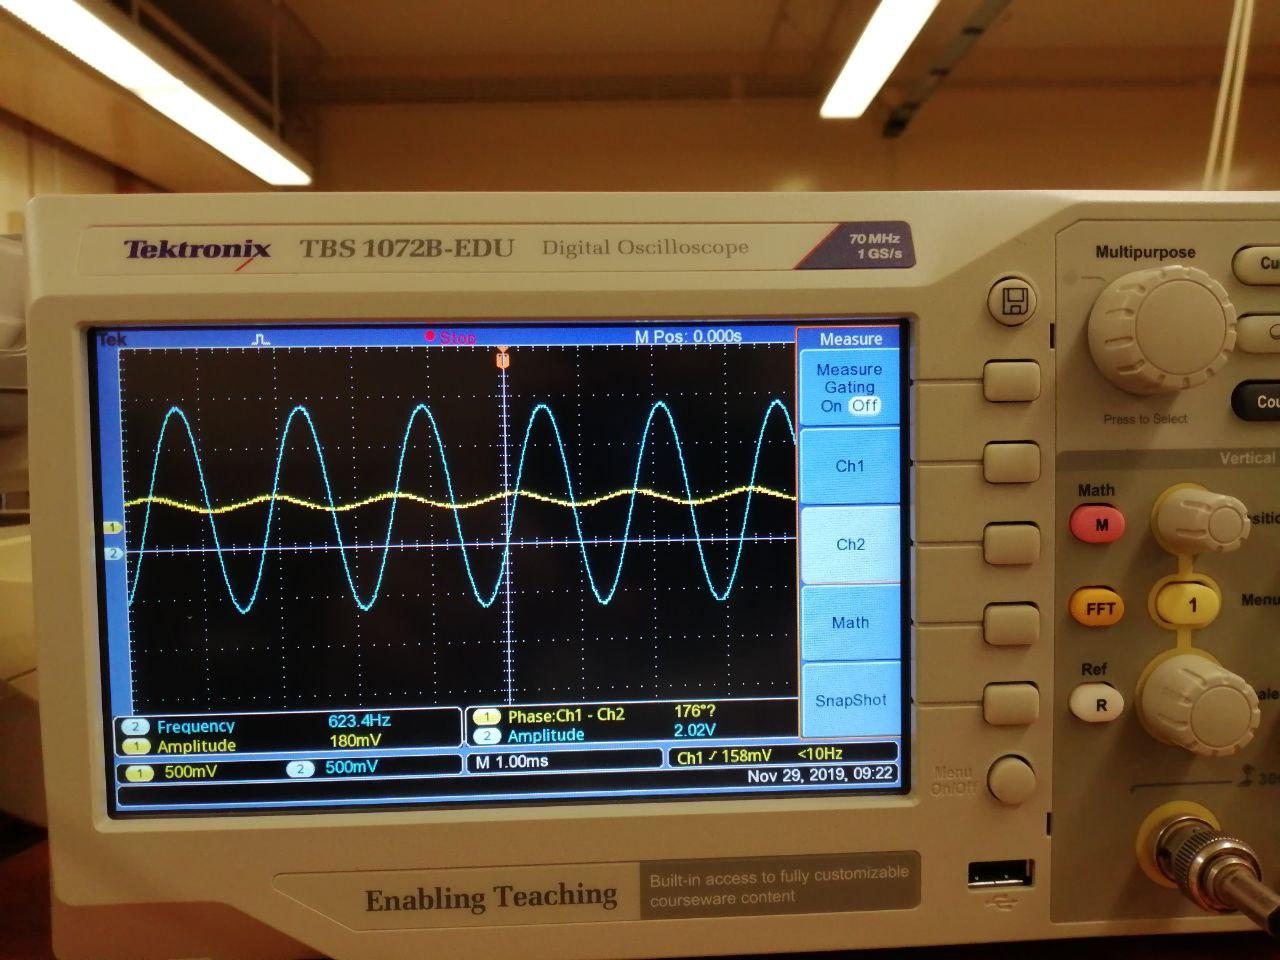 Tektronix TBS 1072B-EDU Digital Oscilloscope
70 MHz
1 GS/s
Multipurpose
Press to Select
Tek
Stop
M Pos: 0.000s
Measure
Measure
Gating
On Off
Ch1
Ch2
Math
SnapShot
1
2
2 Frequency 623.4Hz
1 Amplitude 180mV
1 Phase:Ch1 - Ch2 176°?
2 Amplitude 2.02V
1 500mV 2 500mV
M 1.00ms
Ch1 158mV <10Hz
Nov 29, 2019, 09:22
Vertical
Math
M
FFT
1
Menu
Ref
R
Menu
On/Off
Enabling Teaching
Built-in access to fully customizable
courseware content